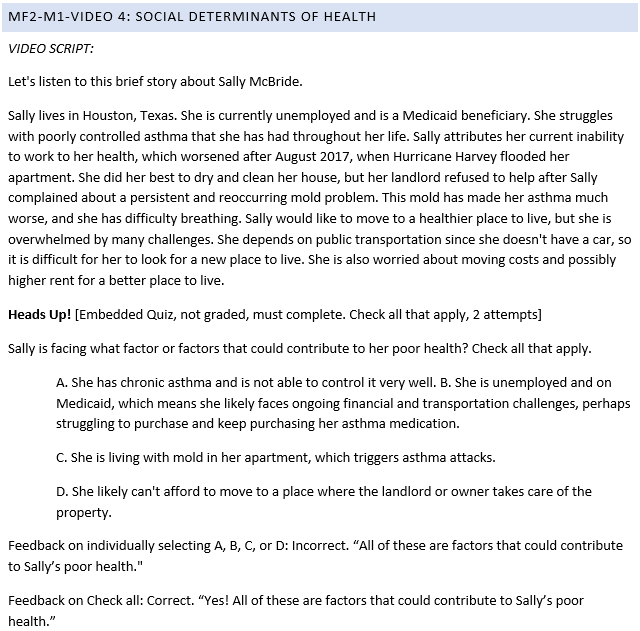 MF2-M1-VIDEO 4: SOCIAL DETERMINANTS OF HEALTH
VIDEO SCRIPT:
Let's listen to this brief story about Sally McBride.
Sally lives in Houston, Texas. She is currently unemployed and is a Medicaid beneficiary. She struggles
with poorly controlled asthma that she has had throughout her life. Sally attributes her current inability
to work to her health, which worsened after August 2017, when Hurricane Harvey flooded her
apartment. She did her best to dry and clean her house, but her landlord refused to help after Sally
complained about a persistent and reoccurring mold problem. This mold has made her asthma much
worse, and she has difficulty breathing. Sally would like to move to a healthier place to live, but she is
overwhelmed by many challenges. She depends on public transportation since she doesn't have a car, so
it is difficult for her to look for a new place to live. She is also worried about moving costs and possibly
higher rent for a better place to live.
Heads Up! [Embedded Quiz, not graded, must complete. Check all that apply, 2 attempts]
Sally is facing what factor or factors that could contribute to her poor health? Check all that apply.
A. She has chronic asthma and is not able to control it very well. B. She is unemployed and on
Medicaid, which means she likely faces ongoing financial and transportation challenges, perhaps
struggling to purchase and keep purchasing her asthma medication.
C. She is living with mold in her apartment, which triggers asthma attacks.
D. She likely can't afford to move to a place where the landlord or owner takes care of the
property.
Feedback on individually selecting A, B, C, or D: Incorrect. “All of these are factors that could contribute
to Sally’s poor health."
Feedback on Check all: Correct. “Yes! All of these are factors that could contribute to Sally’s poor
health.”